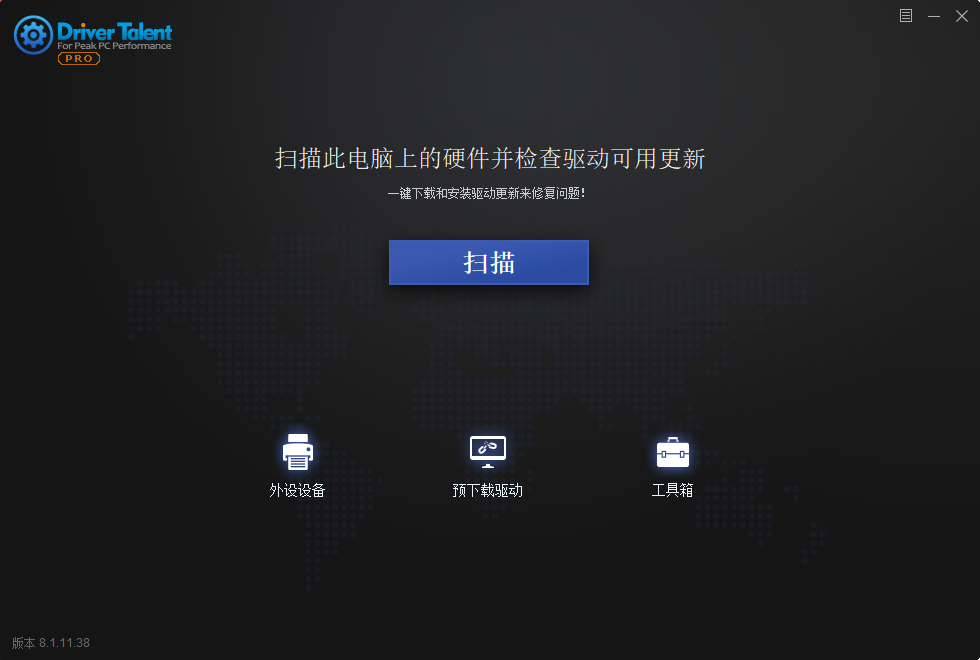 Driver Talent
For Peak PC Performance
PRO
扫描此电脑上的硬件并检查驱动可用更新
一键下载和安装驱动更新来修复问题!
扫描
外设设备
预下载驱动
工具箱
版本 8.1.11.38